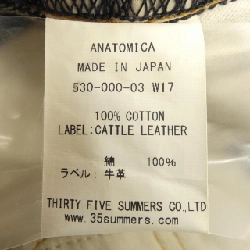 ANATOMICA
MADE IN JAPAN
530-000-03 W17
100% COTTON
LABEL:CATTLE LEATHER
綿 100%
ラベル:牛革
THIRTY FIVE SUMMERS CO.,LTD
www.35summers.com